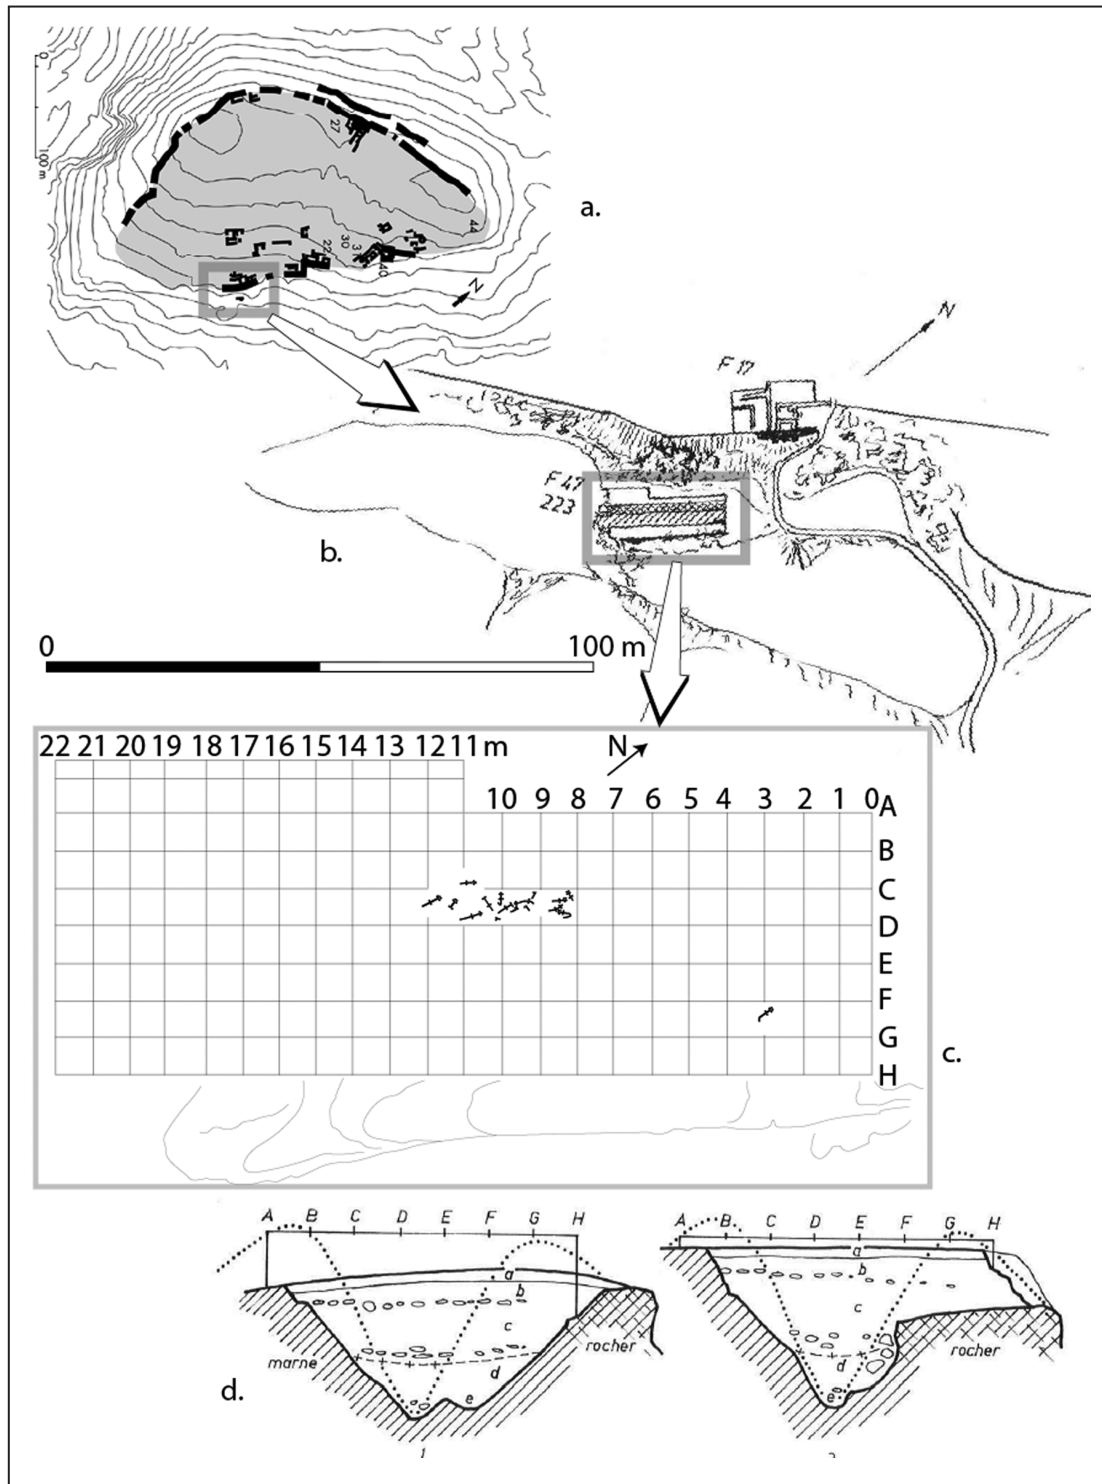 0
100 m
27
44
22
30
3
40
N
a.
N
F 17
F 47
223
b.
0 100 m
22 21 20 19 18 17 16 15 14 13 12 11 m
N
10 9 8 7 6 5 4 3 2 1 0
A
B
C
D
E
F
G
H
c.
A B C D E F G H
a
b
c
d
e
marne
rocher
1
A B C D E F G H
a
b
c
d
e
rocher
d.